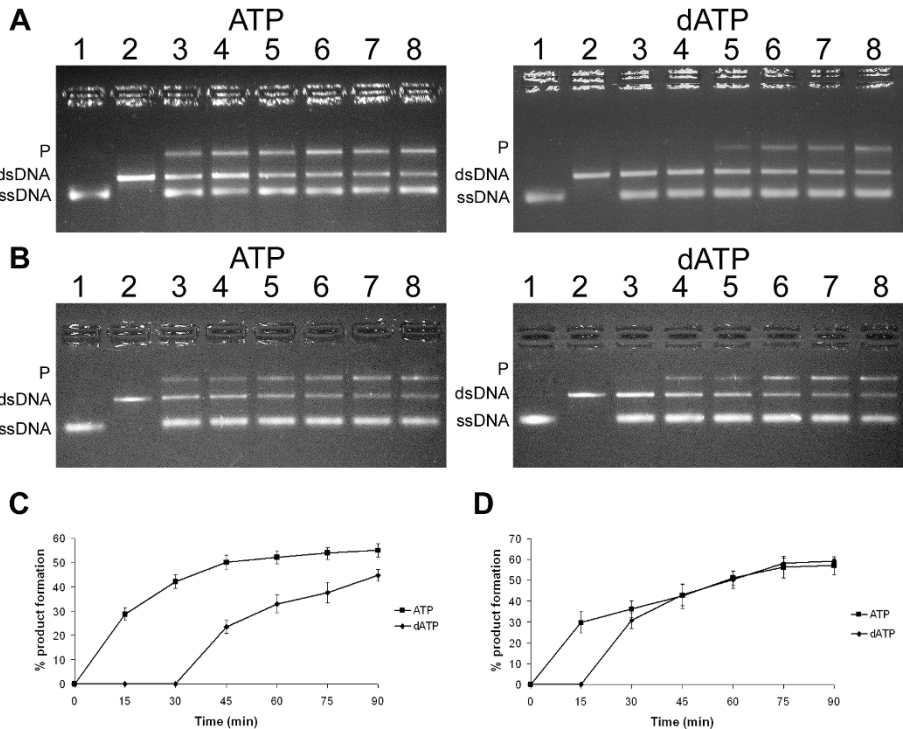 A ATP dATP
1 2 3 4 5 6 7 8 1 2 3 4 5 6 7 8
P P
dsDNA dsDNA
ssDNA ssDNA
B ATP dATP
1 2 3 4 5 6 7 8 1 2 3 4 5 6 7 8
P P
dsDNA dsDNA
ssDNA ssDNA
C
% product formation
60
50
40
30
20
10
0
0 15 30 45 60 75 90
Time (min)
ATP
dATP
D
% product formation
70
60
50
40
30
20
10
0
0 15 30 45 60 75 90
Time (min)
ATP
dATP